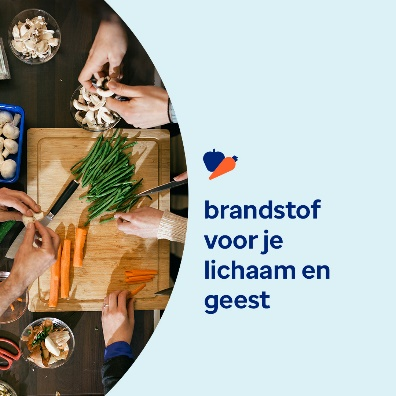 brandstof
voor je
lichaam en
geest